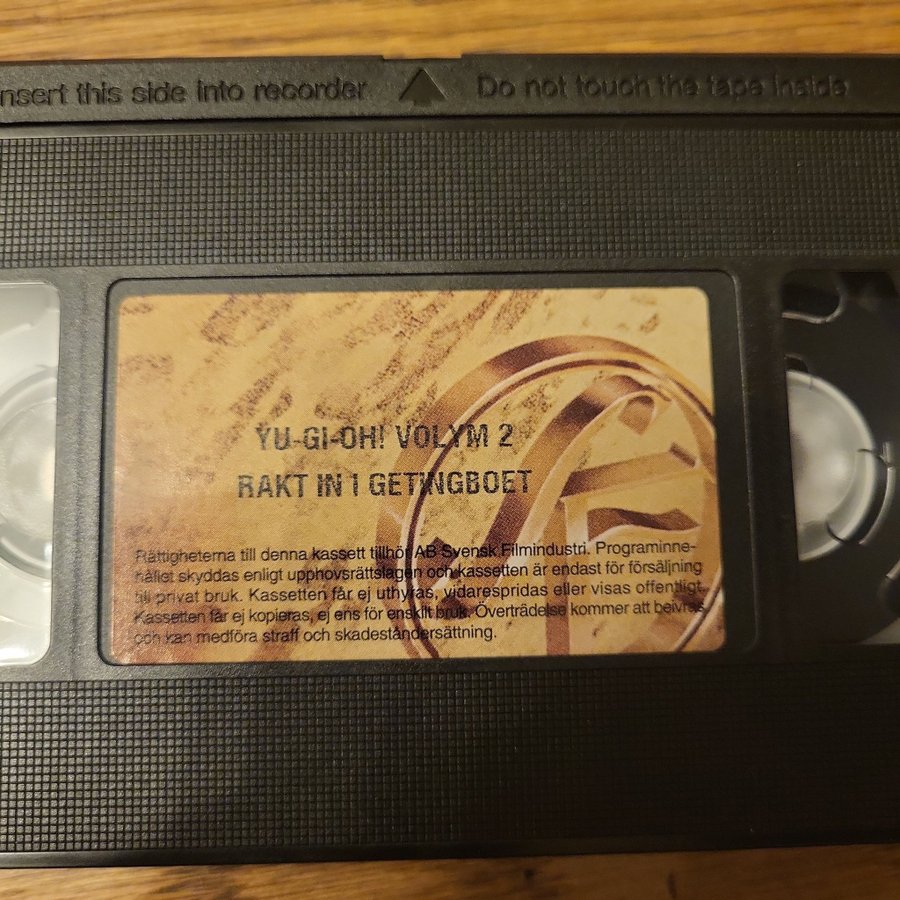 nsert this side into recorder Do not touch the tape inside
YU-GI-OH! VOLYM 2
RAKT IN I GETINGBOET
Rättigheterna till denna kassett tillhör AB Svensk Filmindustri. Programinne-
hållet skyddas enligt upphovsrättslagen och kassetten är endast för försäljning
till privat bruk. Kassetten får ej uthyras, vidarespridas eller visas offentligt.
Kassetten får ej kopieras, ej ens för enskilt bruk. Överträdelse kommer att beivras
och kan medföra straff och skadeståndersättning.